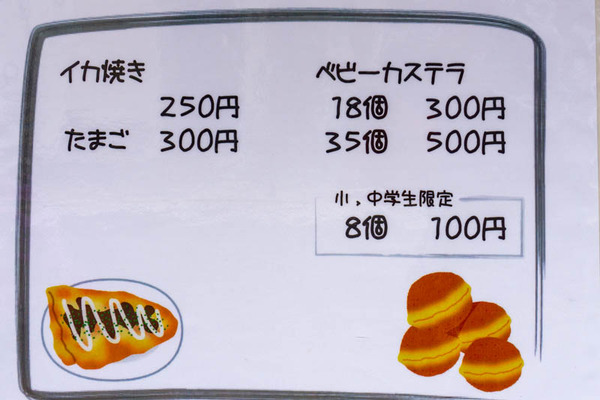 イカ焼き
250円
たまご 300円
ベビーカステラ
18個 300円
35個 500円
小、中学生限定
8個 100円